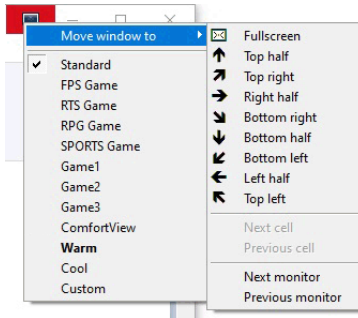 Move window to
Standard
FPS Game
RTS Game
RPG Game
SPORTS Game
Game1
Game2
Game3
ComfortView
Warm
Cool
Custom
Fullscreen
Top half
Top right
Right half
Bottom right
Bottom half
Bottom left
Left half
Top left
Next cell
Previous cell
Next monitor
Previous monitor